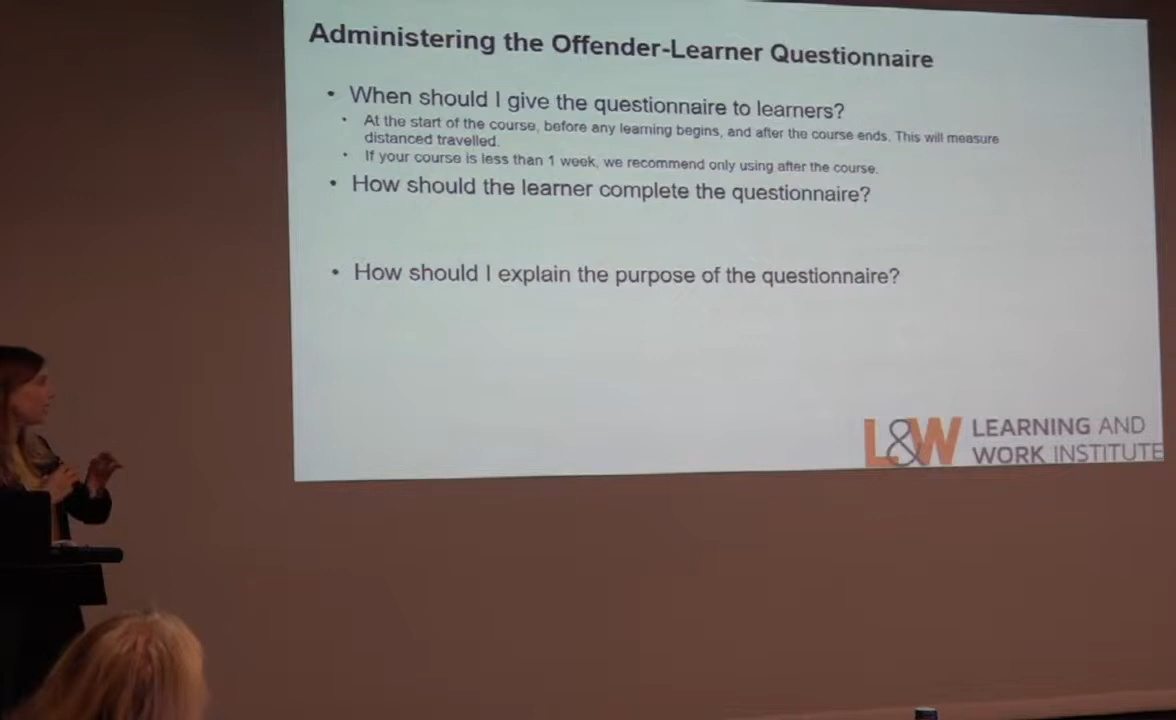 Administering the Offender-Learner Questionnaire
• When should I give the questionnaire to learners?
• At the start of the course, before any learning begins, and after the course ends. This will measure
distanced travelled.
• If your course is less than 1 week, we recommend only using after the course.
• How should the learner complete the questionnaire?
• How should I explain the purpose of the questionnaire?
L&W LEARNING AND
WORK INSTITUTE